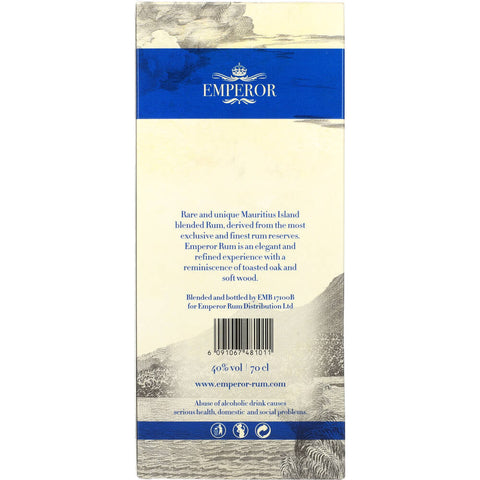 EMPEROR
Rare and unique Mauritius Island
blended Rum, derived from the most
exclusive and finest rum reserves.
Emperor Rum is an elegant and
refined experience with a
reminiscence of toasted oak and
soft wood.
Blended and bottled by EMB 17100B
for Emperor Rum Distribution Ltd
6 091067 481011
40% vol | 70 cl
www.emperor-rum.com
Abuse of alcoholic drink causes
serious health, domestic and social problems.